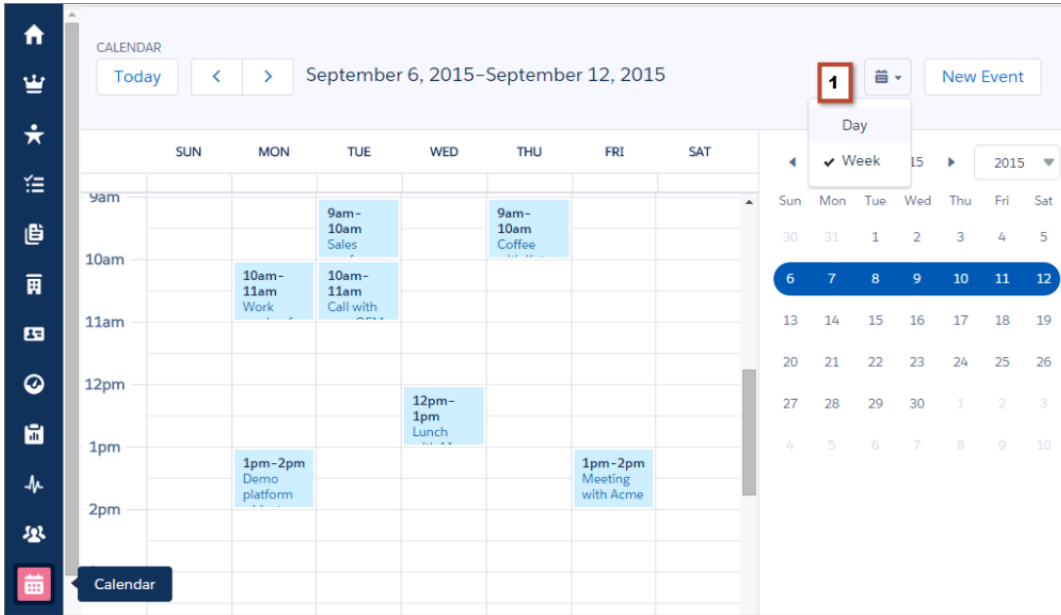 CALENDAR
Today
September 6, 2015–September 12, 2015
1
New Event
Day
Week
15
2015
SUN MON TUE WED THU FRI SAT
Sun Mon Tue Wed Thu Fri Sat
30 31 1 2 3 4 5
6 7 8 9 10 11 12
13 14 15 16 17 18 19
20 21 22 23 24 25 26
27 28 29 30 1 2 3
4 5 6 7 8 9 10
9am
9am–
10am
Sales
9am–
10am
Coffee
10am
10am–
11am
Work
10am–
11am
Call with
11am
12pm
12pm–
1pm
Lunch
1pm
1pm–2pm
Demo
platform
1pm–2pm
Meeting
with Acme
2pm
Calendar